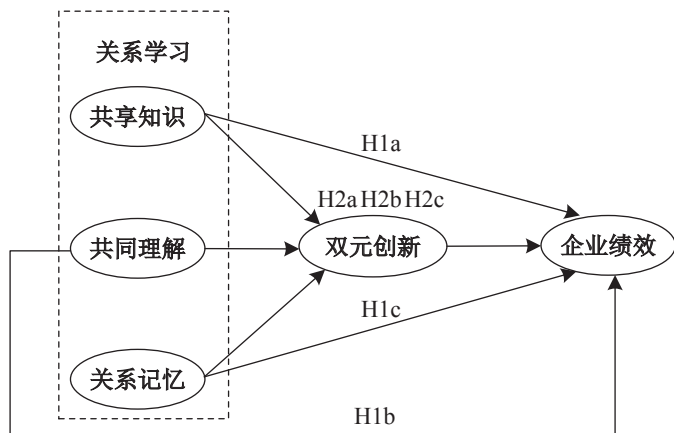 关系学习
共享知识
H1a
H2a H2b H2c
共同理解
双元创新
企业绩效
H1c
关系记忆
H1b